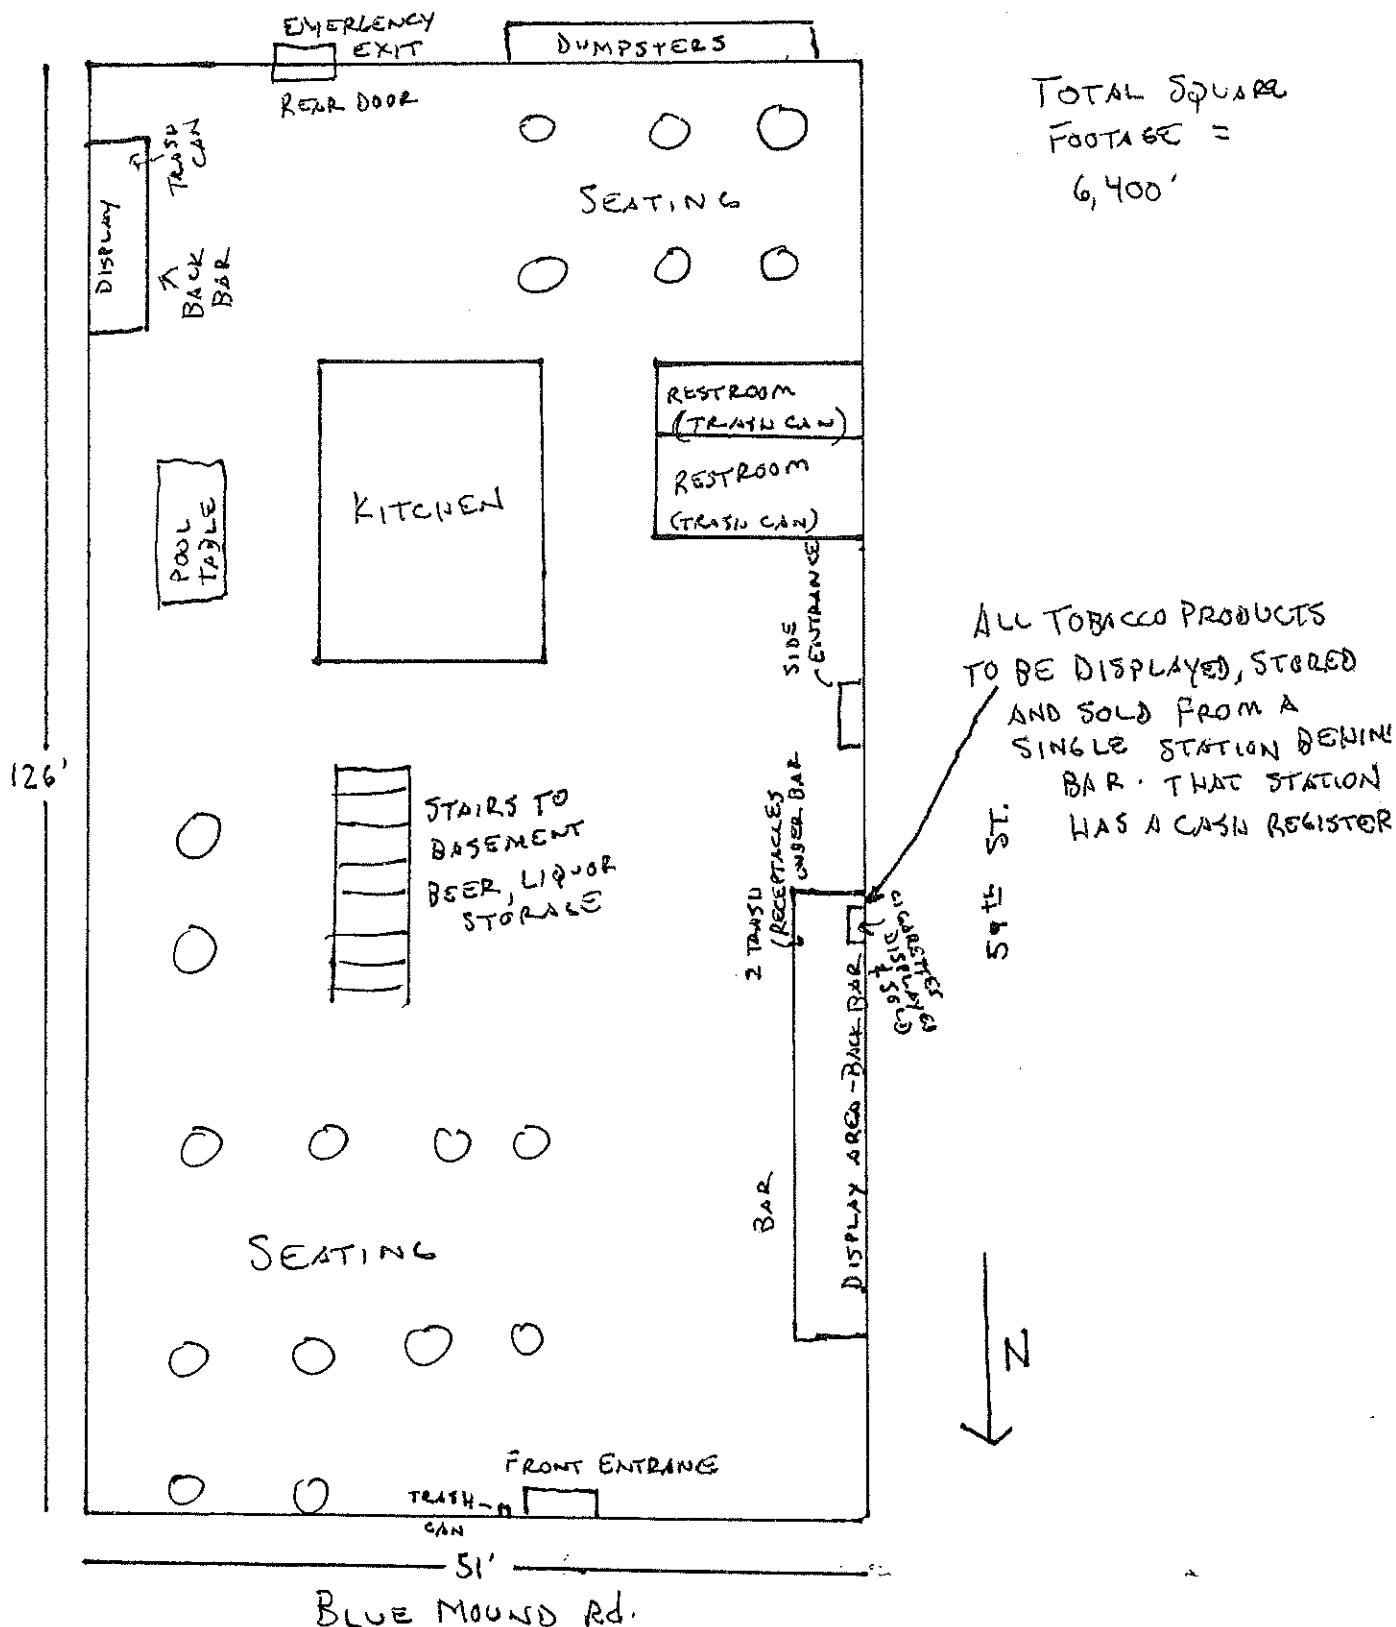 EMERGENCY
EXIT
DUMPSTERS
REAR DOOR
TOTAL SQUARE
FOOTAGE =
6,400'
TRASH
CAN
DISPLAY
BACK
BAR
SEATING
RESTROOM
(TRASH CAN)
RESTROOM
(TRASH CAN)
KITCHEN
POOL
TABLE
SIDE
ENTRANCE
ALL TOBACCO PRODUCTS
TO BE DISPLAYED, STORED
AND SOLD FROM A
SINGLE STATION BEHIN
BAR. THAT STATION
HAS A CASH REGISTER
126'
STAIRS TO
BASEMENT
BEER, LIQUOR
STORAGE
2 TRASH
RECEPTACLES
UNDER BAR
CIGARETTES
DISPLAYED
& SOLD
59th ST.
BAR
DISPLAY AREA - BACK BAR
SEATING
N
FRONT ENTRANCE
TRASH
CAN
51'
BLUE MOUND Rd.